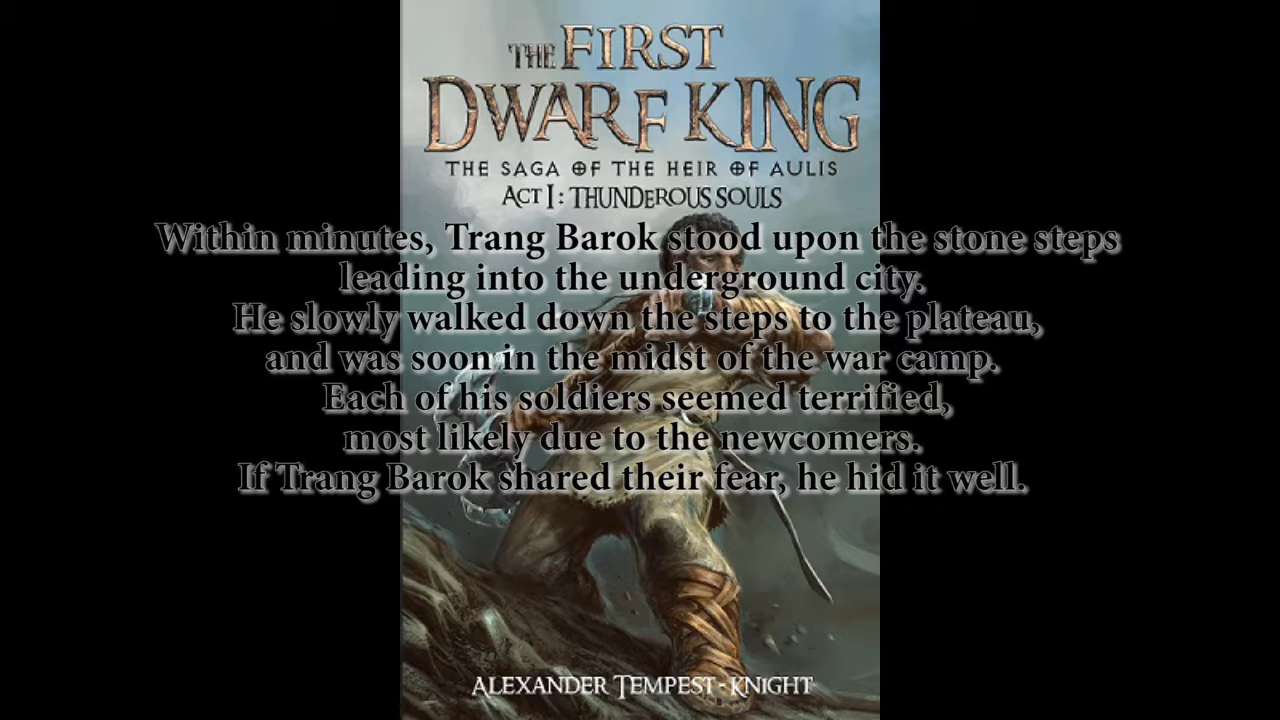 THE FIRST
DWARF KING
THE SAGA OF THE HEIR OF AULIS
ACT I: THUNDEROUS SOULS
Within minutes, Trang Barok stood upon the stone steps
leading into the underground city.
He slowly walked down the steps to the plateau,
and was soon in the midst of the war camp.
Each of his soldiers seemed terrified,
most likely due to the newcomers.
If Trang Barok shared their fear, he hid it well.
ALEXANDER TEMPEST-KNIGHT